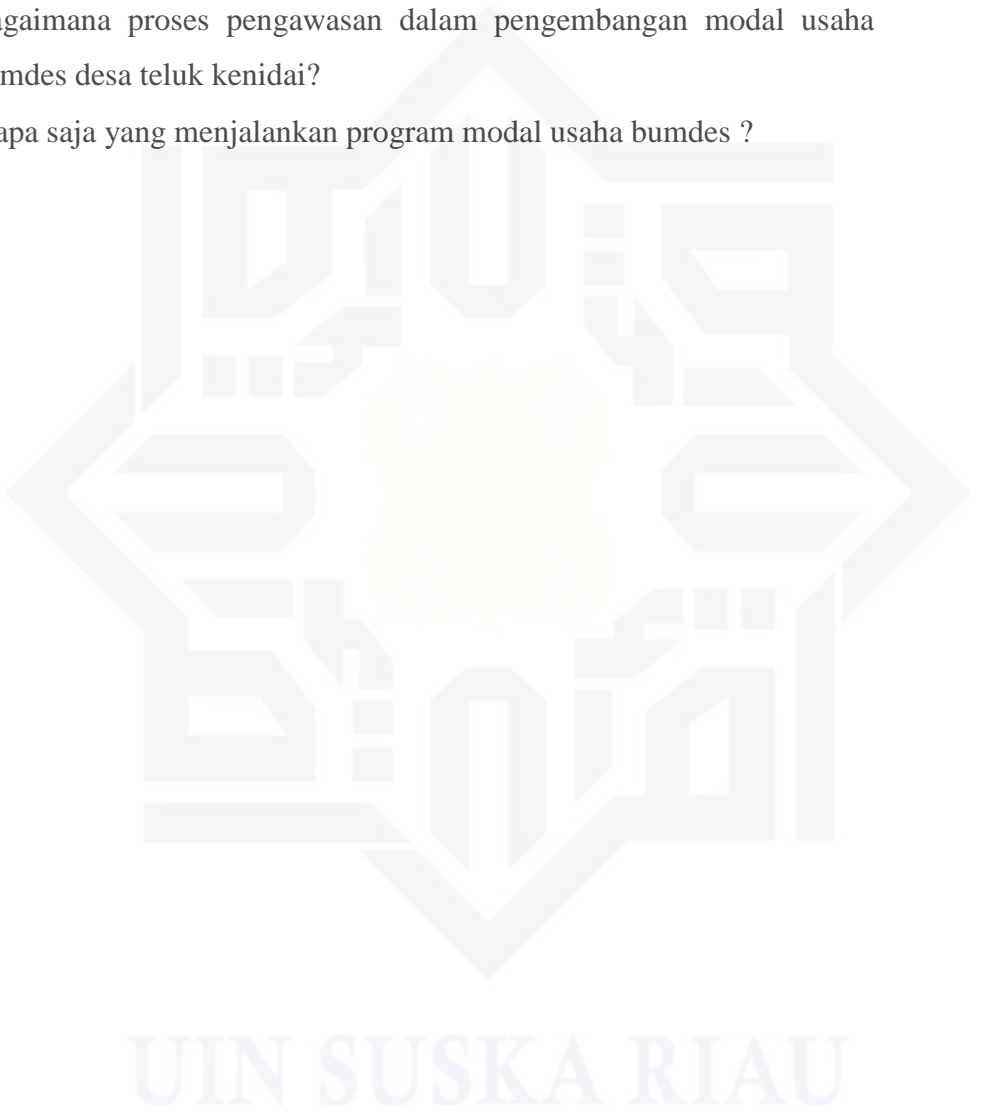 agaimana proses pengawasan dalam pengembangan modal usaha
mdes desa teluk kenidai?
apa saja yang menjalankan program modal usaha bumdes ?
UIN SUSKA RIAU